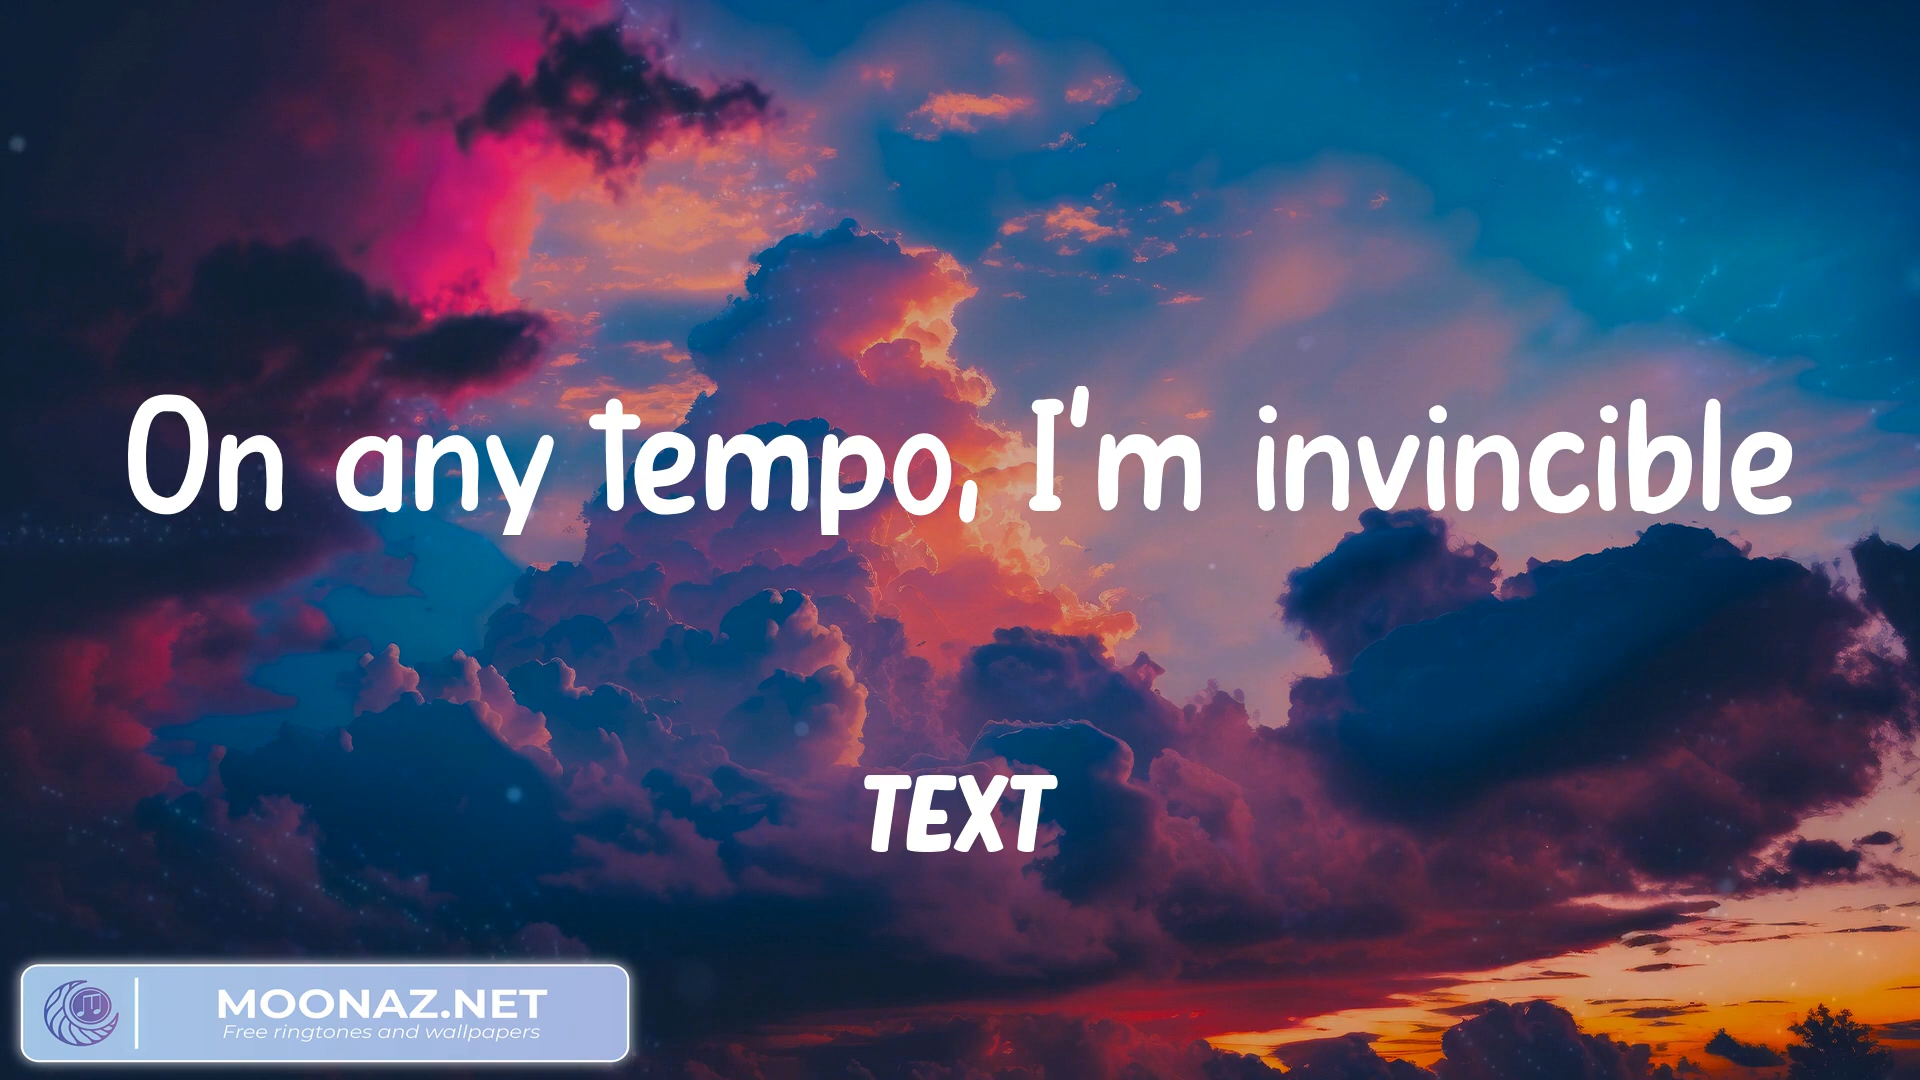 On any tempo, I'm invincible
TEXT
MOONAZ.NET
Free ringtones and wallpapers